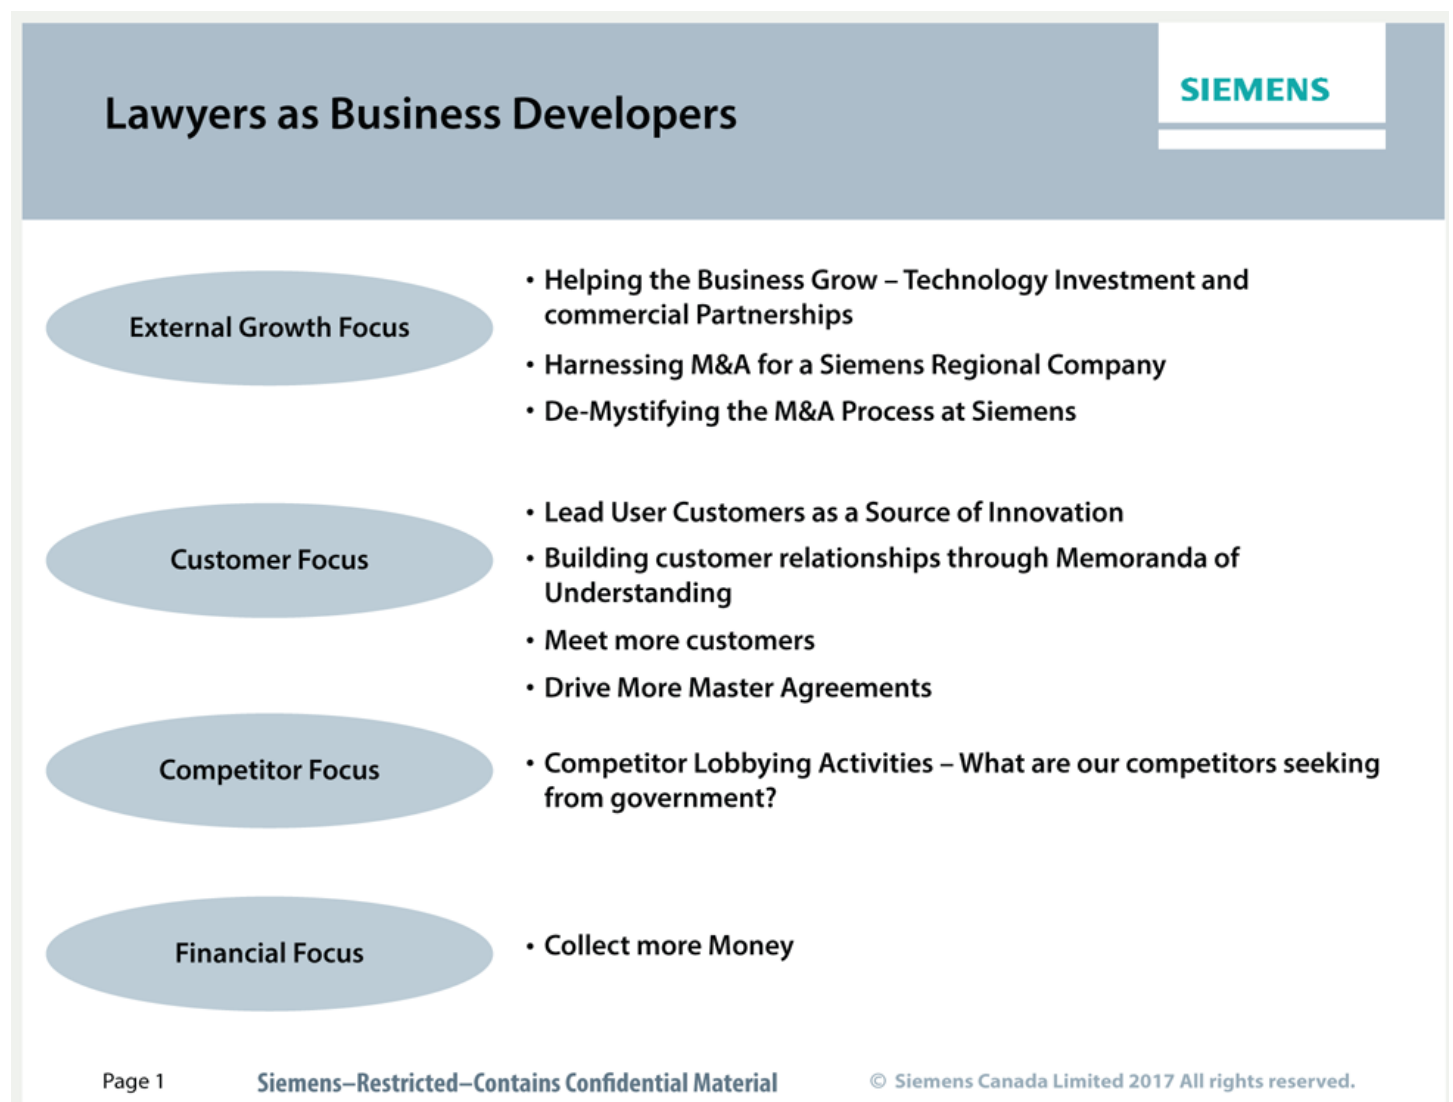 Lawyers as Business Developers
SIEMENS
External Growth Focus
• Helping the Business Grow – Technology Investment and
commercial Partnerships
• Harnessing M&A for a Siemens Regional Company
• De-Mystifying the M&A Process at Siemens
Customer Focus
• Lead User Customers as a Source of Innovation
• Building customer relationships through Memoranda of
Understanding
• Meet more customers
• Drive More Master Agreements
Competitor Focus
• Competitor Lobbying Activities – What are our competitors seeking
from government?
Financial Focus
• Collect more Money
Page 1
Siemens–Restricted–Contains Confidential Material
© Siemens Canada Limited 2017 All rights reserved.